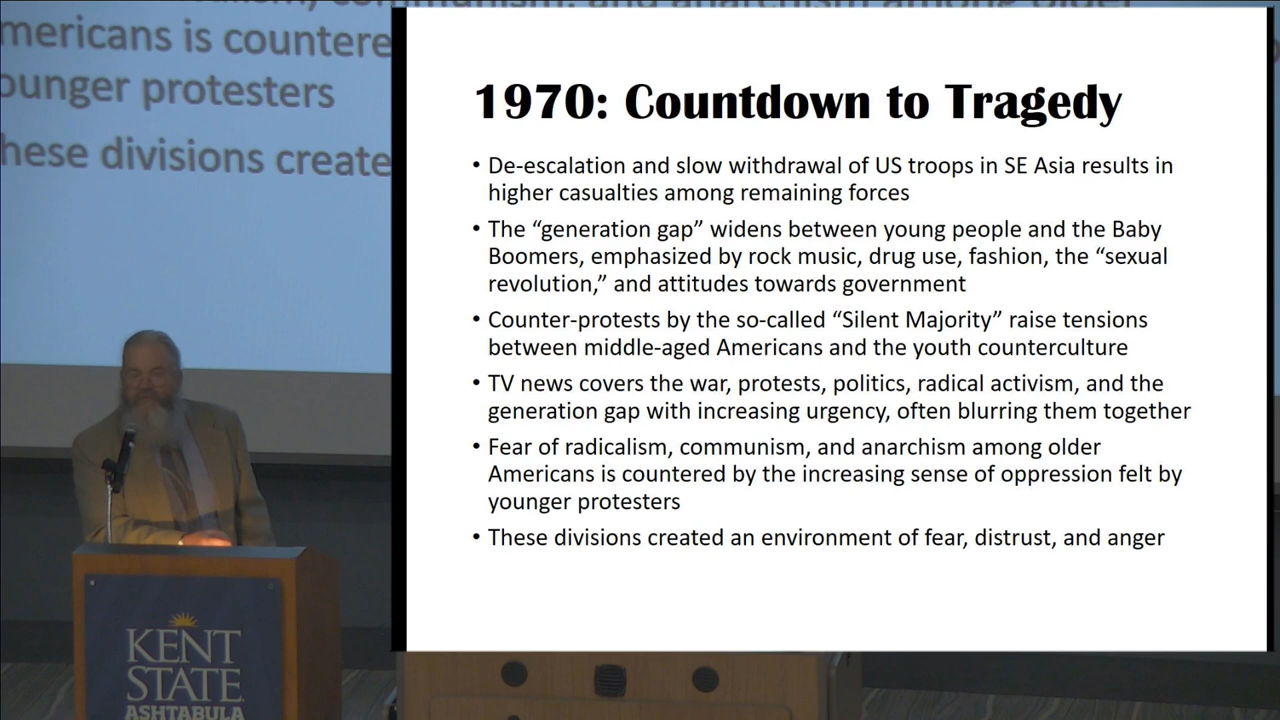 mericans is countere
ounger protesters
hese divisions create
1970: Countdown to Tragedy
• De-escalation and slow withdrawal of US troops in SE Asia results in
higher casualties among remaining forces
• The “generation gap” widens between young people and the Baby
Boomers, emphasized by rock music, drug use, fashion, the “sexual
revolution,” and attitudes towards government
• Counter-protests by the so-called “Silent Majority” raise tensions
between middle-aged Americans and the youth counterculture
• TV news covers the war, protests, politics, radical activism, and the
generation gap with increasing urgency, often blurring them together
• Fear of radicalism, communism, and anarchism among older
Americans is countered by the increasing sense of oppression felt by
younger protesters
• These divisions created an environment of fear, distrust, and anger
KENT
STATE
ASHTABULA